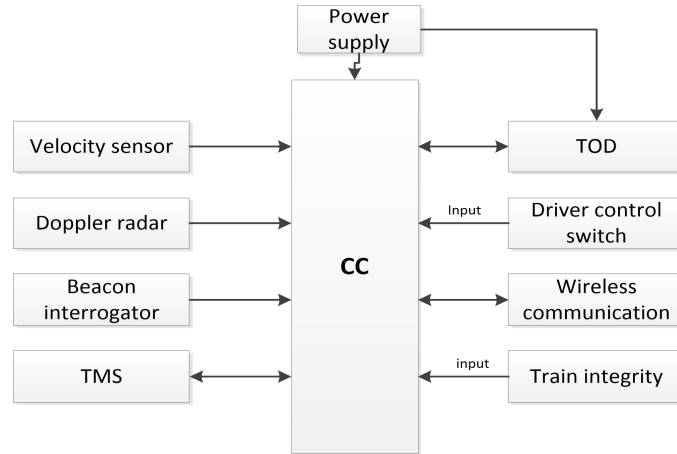 Power
supply
Velocity sensor
TOD
Doppler radar
Input
Driver control
switch
CC
Beacon
interrogator
Wireless
communication
TMS
input
Train integrity